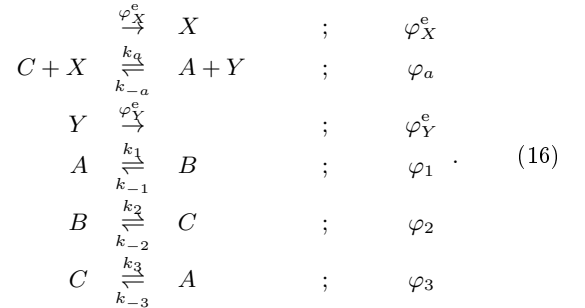 φ_X^e → X ; φ_X^e
C + X k_a ⇌ k_{-a} A + Y ; φ_a
Y φ_Y^e → ; φ_Y^e
A k_1 ⇌ k_{-1} B ; φ_1 . (16)
B k_2 ⇌ k_{-2} C ; φ_2
C k_3 ⇌ k_{-3} A ; φ_3